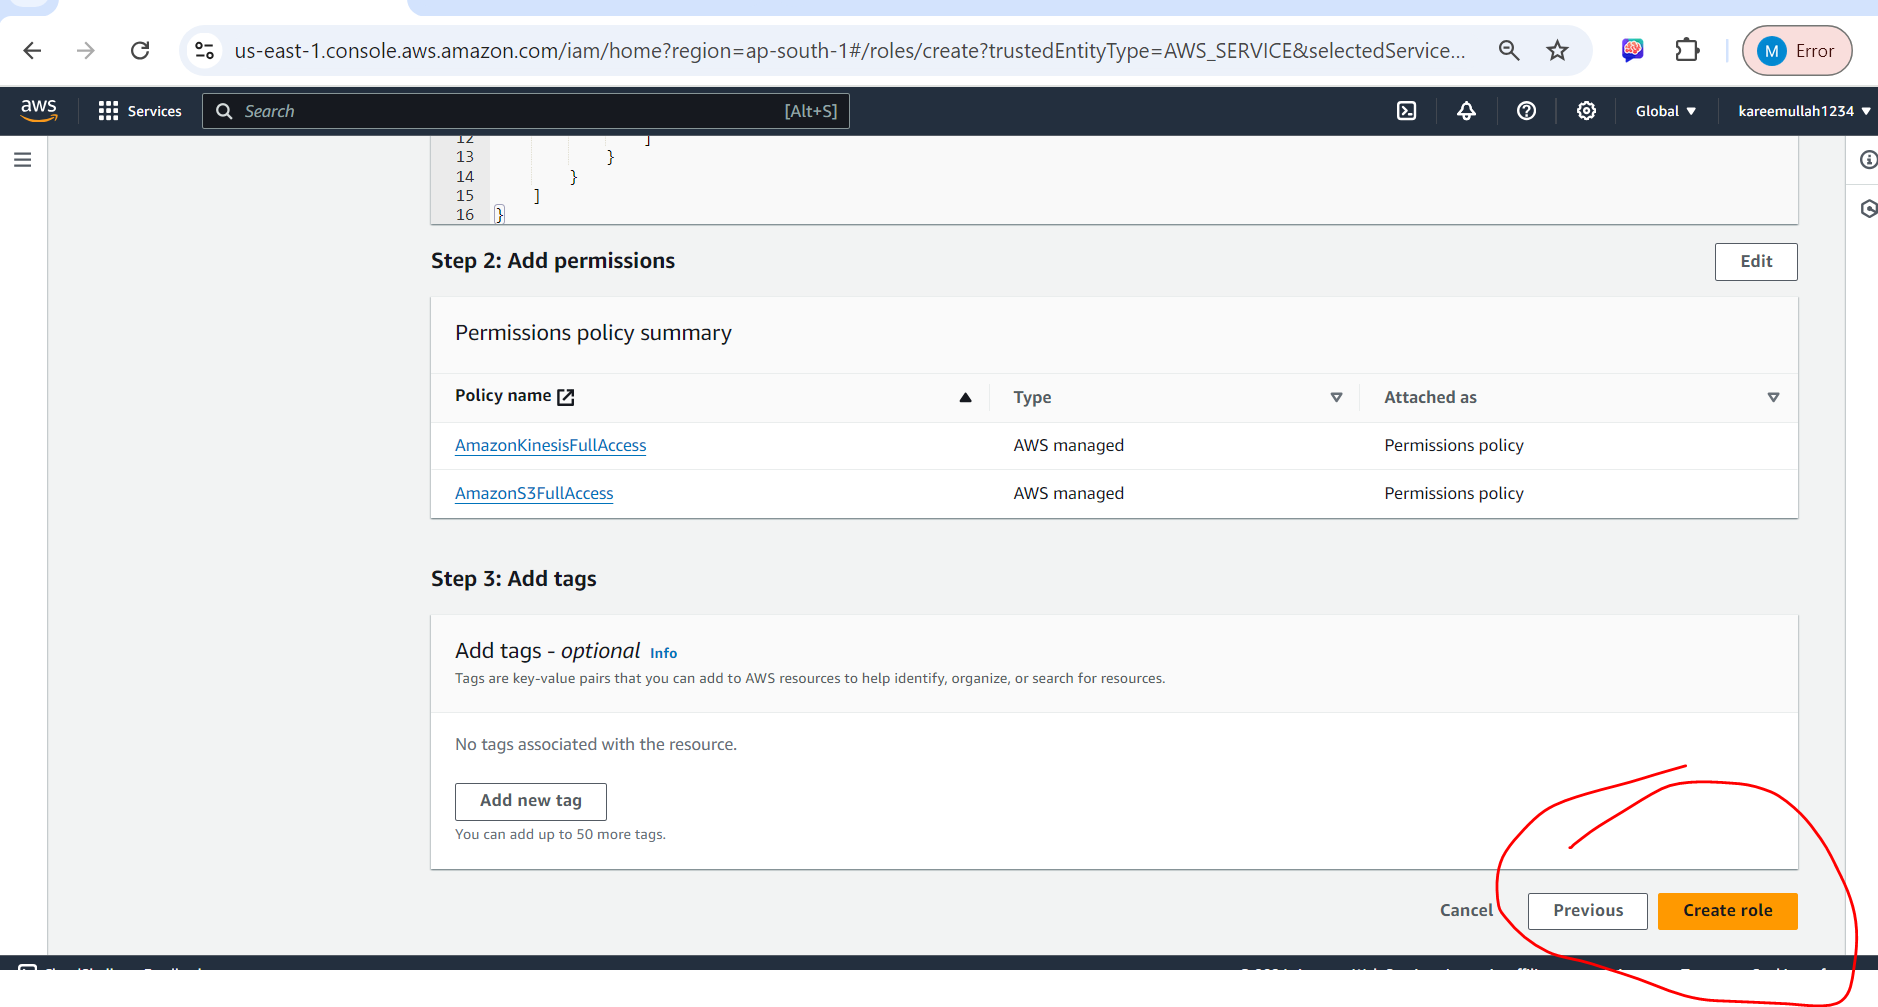 us-east-1.console.aws.amazon.com/iam/home?region=ap-south-1#/roles/create?trustedEntityType=AWS_SERVICE&selectedService...
M Error
aws Services Search [Alt+S] Global kareemullah1234
12 ]
13 }
14 }
15 ]
16 }
Step 2: Add permissions
Edit
Permissions policy summary
Policy name Type Attached as
AmazonKinesisFullAccess AWS managed Permissions policy
AmazonS3FullAccess AWS managed Permissions policy
Step 3: Add tags
Add tags - optional Info
Tags are key-value pairs that you can add to AWS resources to help identify, organize, or search for resources.
No tags associated with the resource.
Add new tag
You can add up to 50 more tags.
Cancel Previous Create role